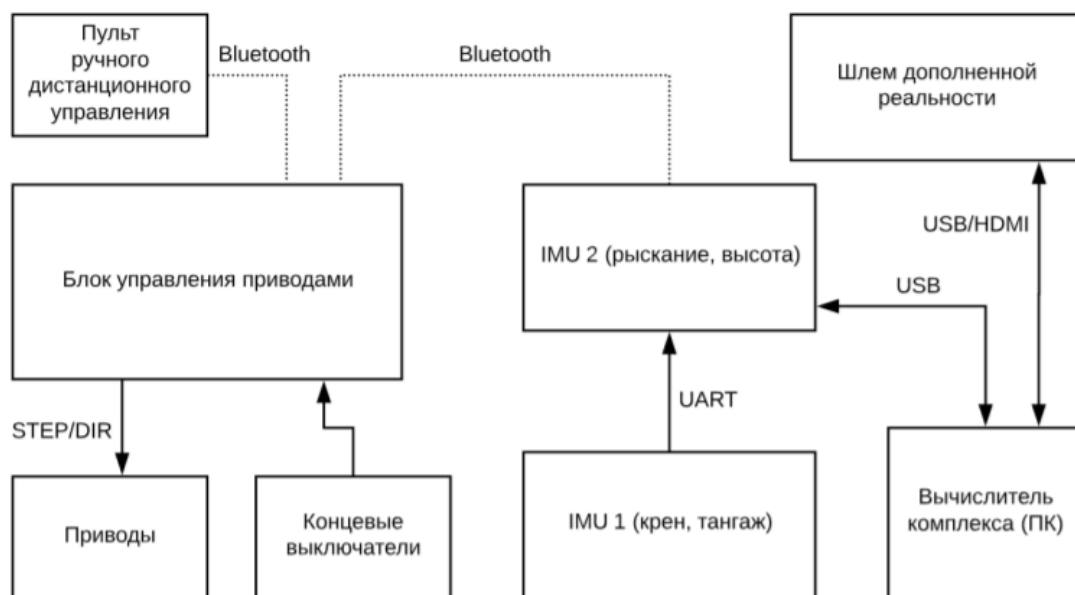 Пульт
ручного
дистанционного
управления
Bluetooth
Bluetooth
Шлем дополненной
реальности
Блок управления приводами
IMU 2 (рыскание, высота)
USB/HDMI
USB
STEP/DIR
UART
Приводы
Концевые
выключатели
IMU 1 (крен, тангаж)
Вычислитель
комплекса (ПК)